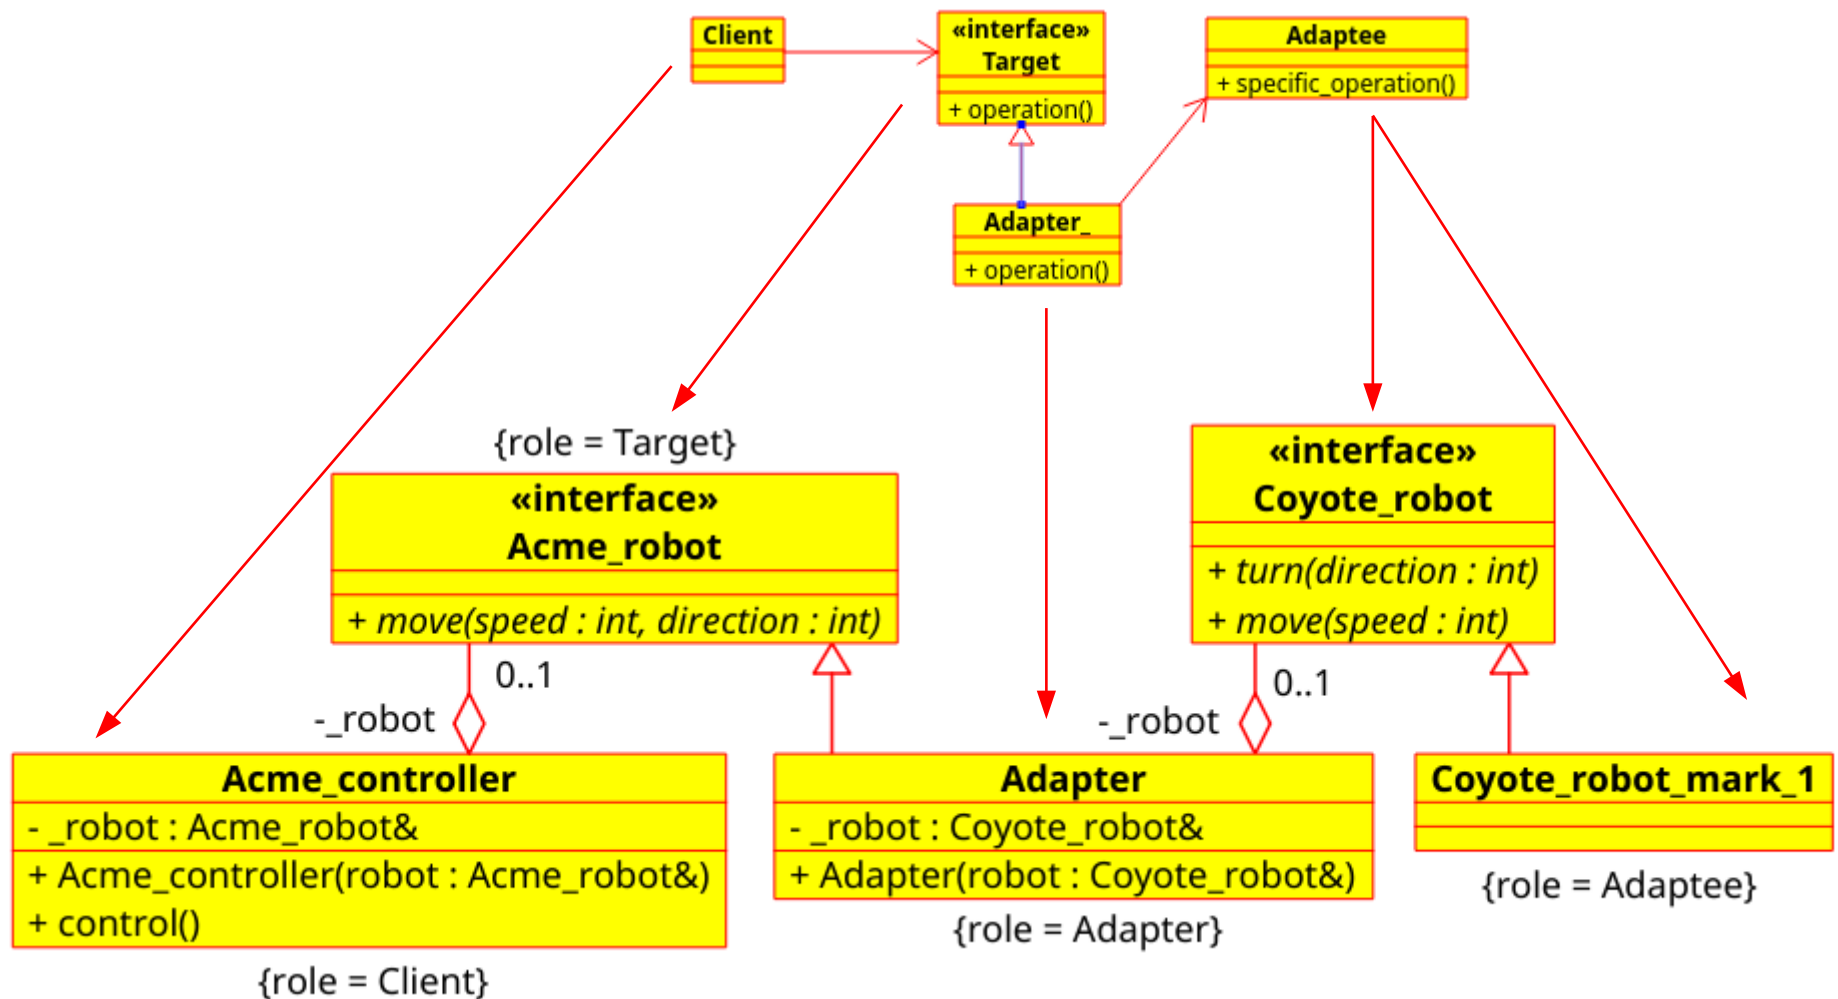 Client
«interface»
Target
+ operation()
Adaptee
+ specific_operation()
Adapter_
+ operation()
{role = Target}
«interface»
Acme_robot
+ move(speed : int, direction : int)
0..1
-_robot
«interface»
Coyote_robot
+ turn(direction : int)
+ move(speed : int)
0..1
-_robot
Acme_controller
- _robot : Acme_robot&
+ Acme_controller(robot : Acme_robot&)
+ control()
{role = Client}
Adapter
- _robot : Coyote_robot&
+ Adapter(robot : Coyote_robot&)
{role = Adapter}
Coyote_robot_mark_1
{role = Adaptee}